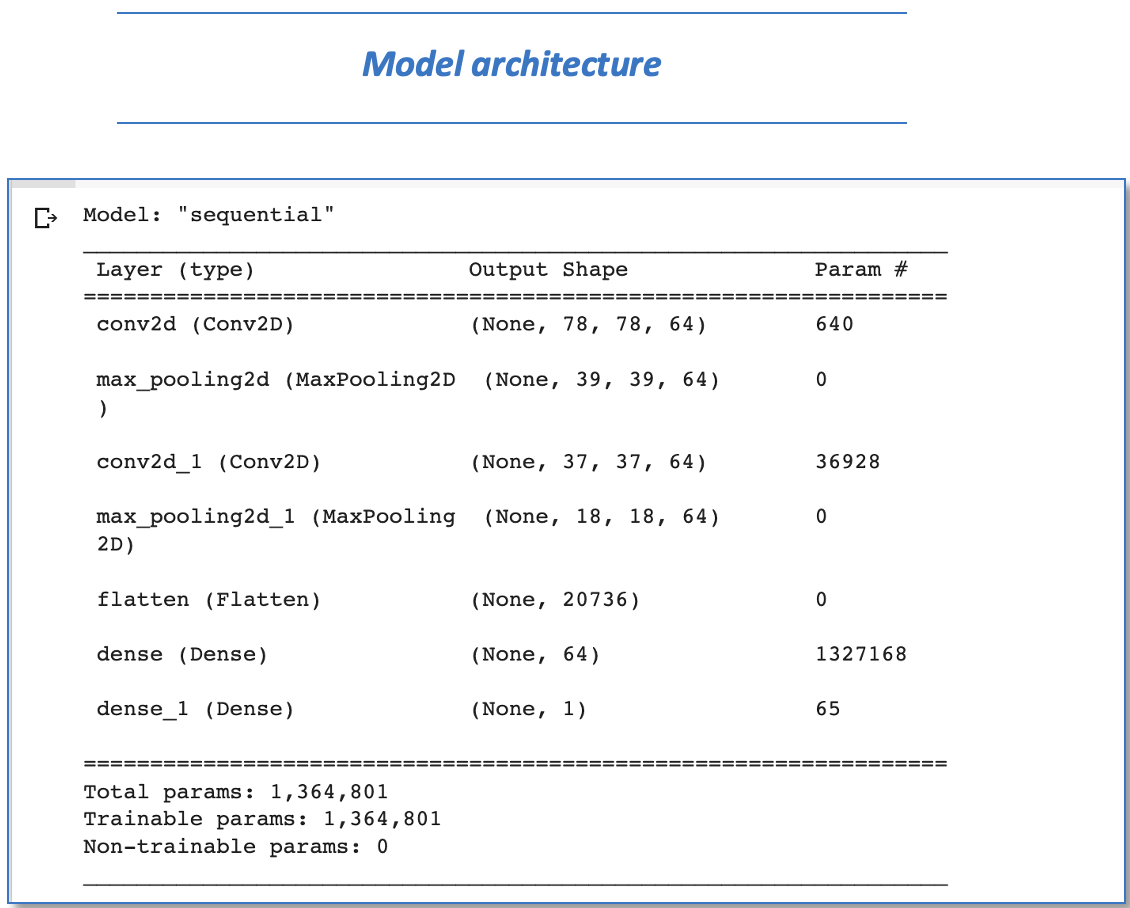 Model architecture
Model: "sequential"
Layer (type) Output Shape Param #
=================================================================
conv2d (Conv2D) (None, 78, 78, 64) 640
max_pooling2d (MaxPooling2D (None, 39, 39, 64) 0
)
conv2d_1 (Conv2D) (None, 37, 37, 64) 36928
max_pooling2d_1 (MaxPooling (None, 18, 18, 64) 0
2D)
flatten (Flatten) (None, 20736) 0
dense (Dense) (None, 64) 1327168
dense_1 (Dense) (None, 1) 65
=================================================================
Total params: 1,364,801
Trainable params: 1,364,801
Non-trainable params: 0